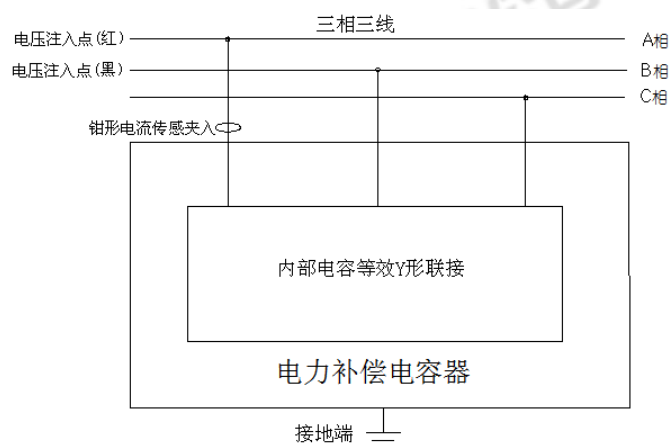 三相三线
电压注入点(红)
A相
电压注入点(黑)
B相
C相
钳形电流传感夹入
内部电容等效Y形联接
电力补偿电容器
接地端